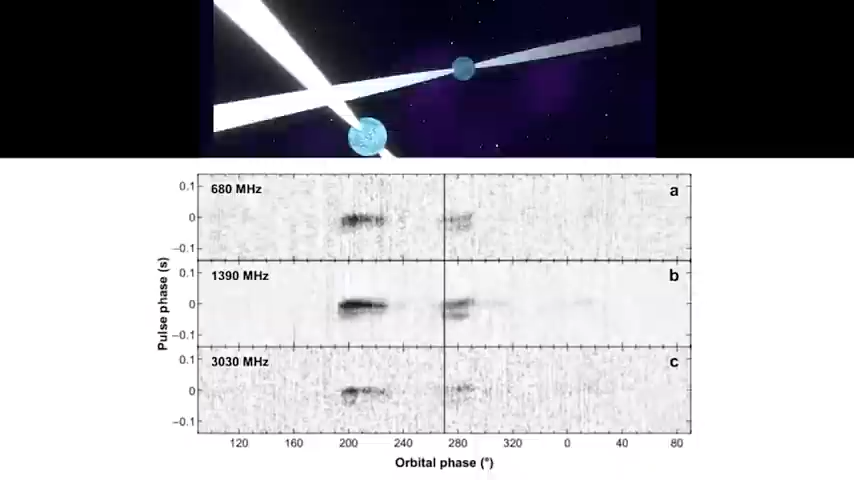 0.1
680 MHz
a
0
−0.1
0.1
1390 MHz
b
0
−0.1
0.1
3030 MHz
c
0
−0.1
Pulse phase (s)
120 160 200 240 280 320 0 40 80
Orbital phase (°)